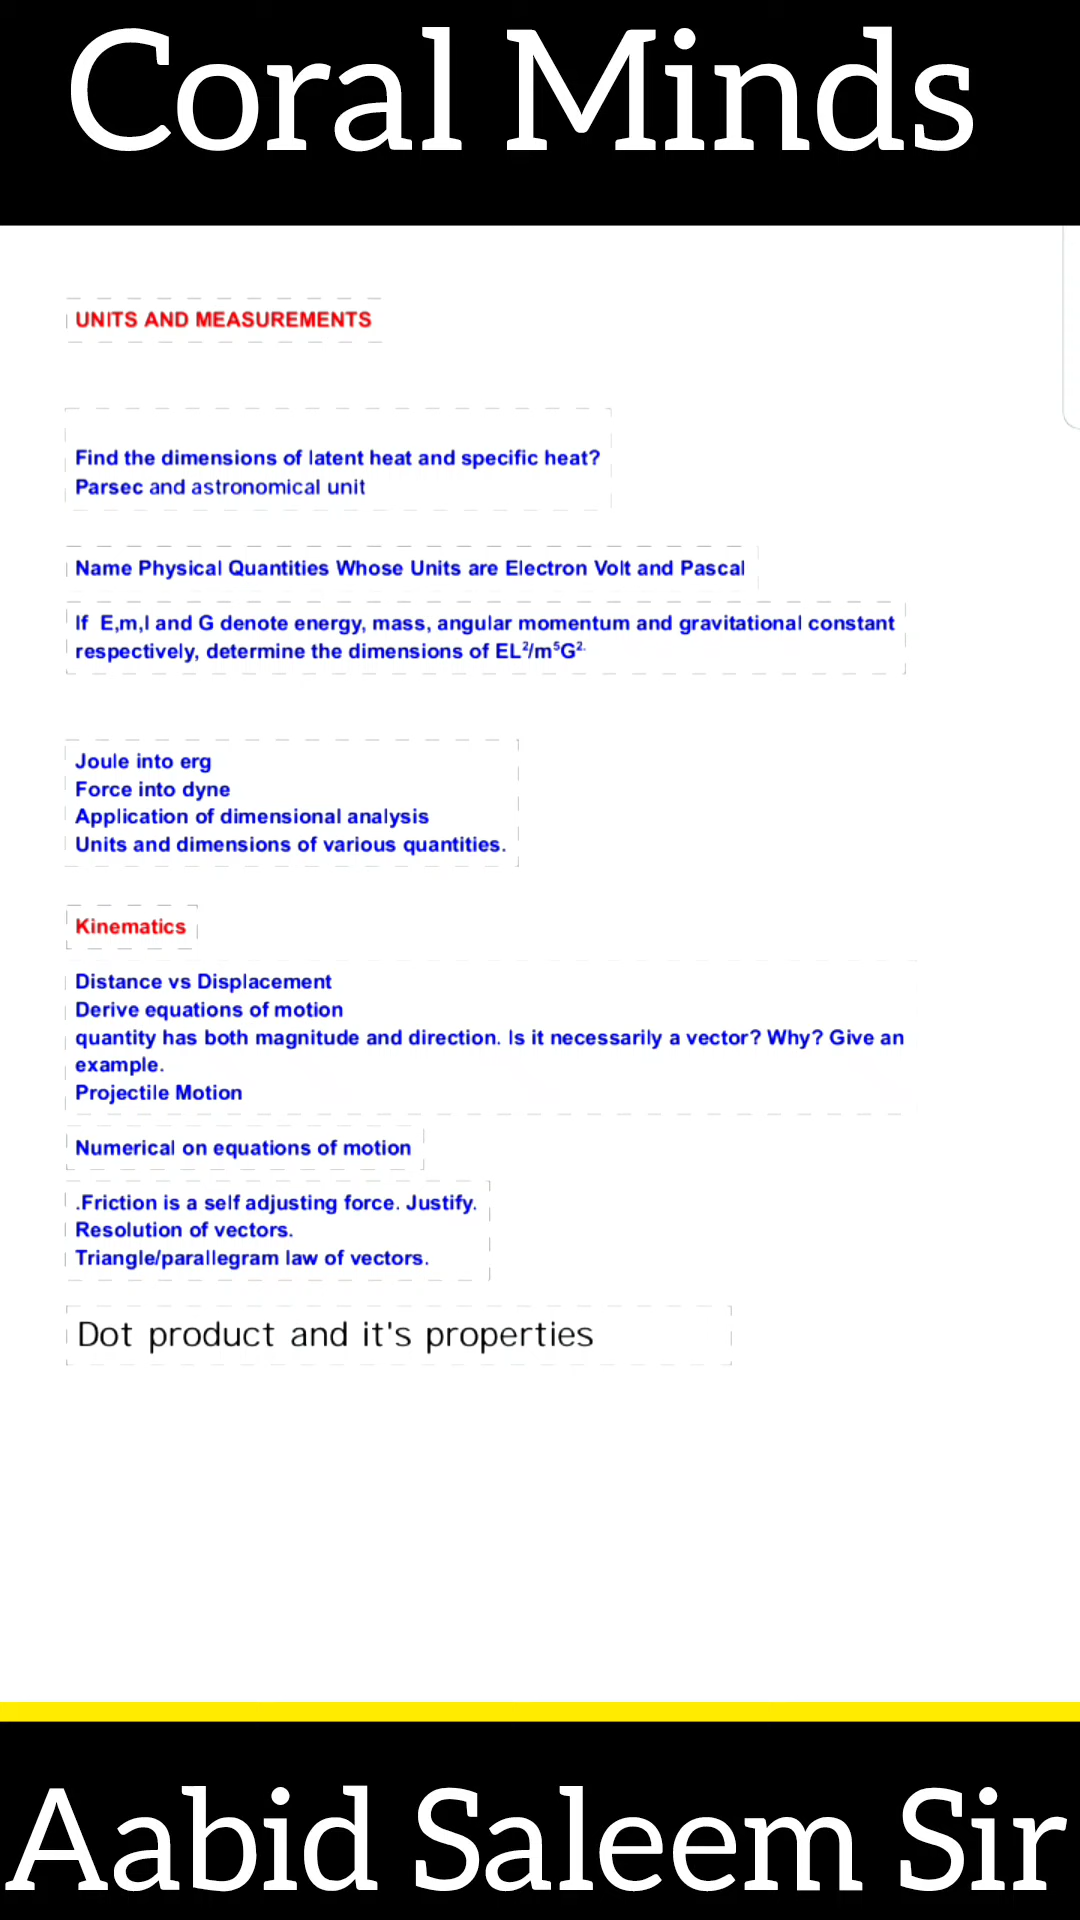 Coral Minds
UNITS AND MEASUREMENTS
Find the dimensions of latent heat and specific heat?
Parsec and astronomical unit
Name Physical Quantities Whose Units are Electron Volt and Pascal
If E,m,l and G denote energy, mass, angular momentum and gravitational constant
respectively, determine the dimensions of EL²/m⁵G².
Joule into erg
Force into dyne
Application of dimensional analysis
Units and dimensions of various quantities.
Kinematics
Distance vs Displacement
Derive equations of motion
quantity has both magnitude and direction. Is it necessarily a vector? Why? Give an
example.
Projectile Motion
Numerical on equations of motion
.Friction is a self adjusting force. Justify.
Resolution of vectors.
Triangle/parallegram law of vectors.
Dot product and it's properties
Aabid Saleem Sir